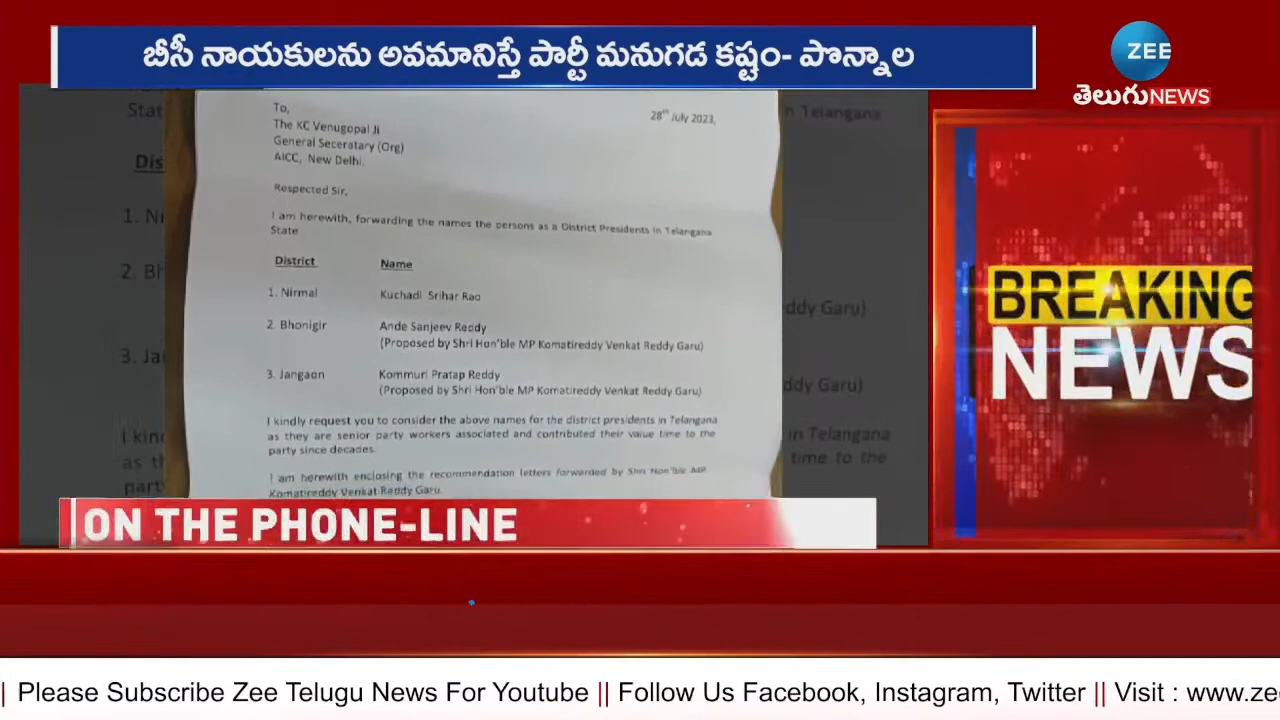 బీసీ నాయకులను అవమానిస్తే పార్టీ మనుగడ కష్టం- పొన్నాల
ZEE
తెలుగు NEWS
To,
28th July 2023,
The KC Venugopal Ji
General Seceratary (Org)
AICC, New Delhi.
Respected Sir,
I am herewith, forwarding the names the persons as a District Presidents in Telangana
State
District Name
1. Nirmal Kuchadi Srihar Rao
2. Bhonigir Ande Sanjeev Reddy
(Proposed by Shri Hon'ble MP Komatireddy Venkat Reddy Garu)
3. Jangaon Kommuri Pratap Reddy
(Proposed by Shri Hon'ble MP Komatireddy Venkat Reddy Garu)
I kindly request you to consider the above names for the district presidents in Telangana
as they are senior party workers associated and contributed their value time to the
party since decades.
I am herewith enclosing the recommendation letters forwarded by Shri Hon'ble MP
Komatireddy Venkat Reddy Garu.
BREAKING
NEWS
ON THE PHONE-LINE
|| Please Subscribe Zee Telugu News For Youtube || Follow Us Facebook, Instagram, Twitter || Visit : www.ze